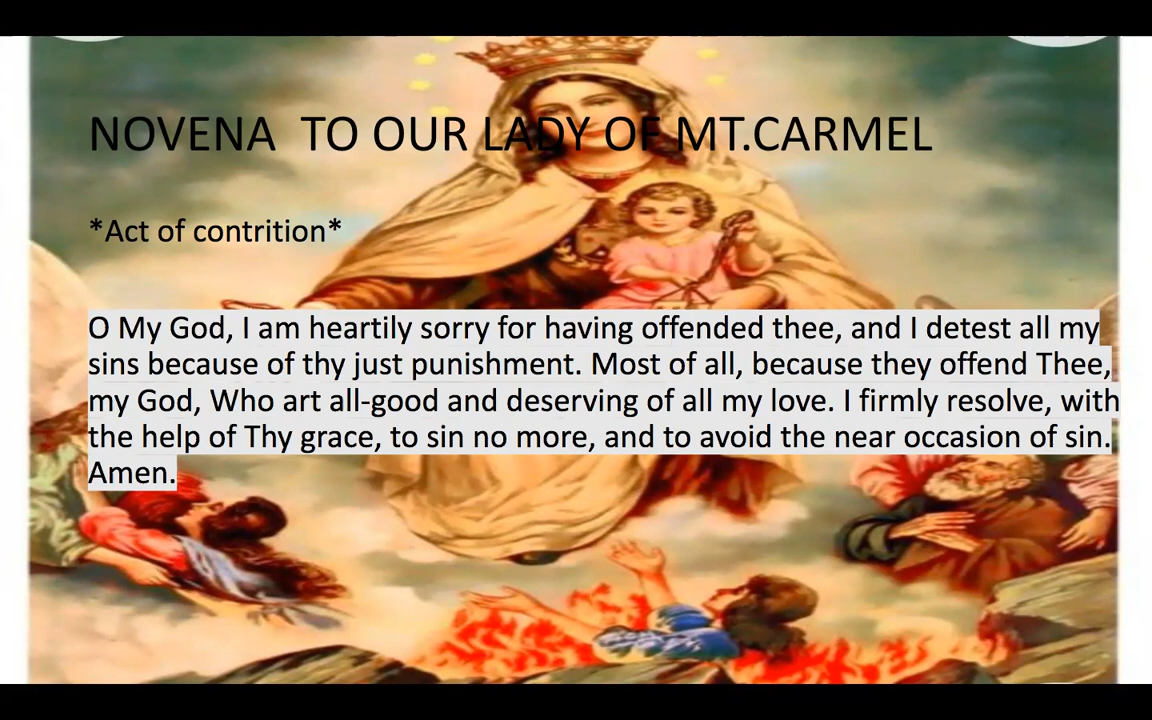 NOVENA  TO OUR LADY OF MT.CARMEL
*Act of contrition*
O My God, I am heartily sorry for having offended thee, and I detest all my
sins because of thy just punishment. Most of all, because they offend Thee,
my God, Who art all-good and deserving of all my love. I firmly resolve, with
the help of Thy grace, to sin no more, and to avoid the near occasion of sin.
Amen.